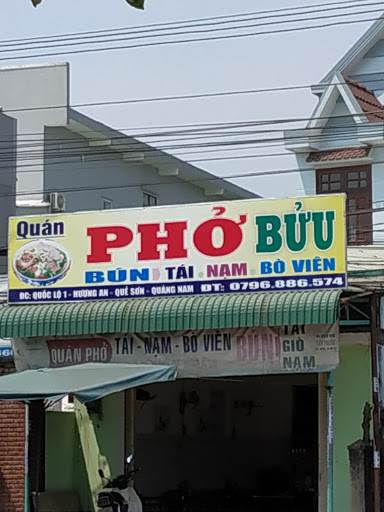 Quán
PHỞ BỬU
BÚN TÁI NẠM BÒ VIÊN
ĐC: QUỐC LỘ 1 - HƯƠNG AN - QUẾ SƠN - QUẢNG NAM ĐT: 0796.886.574
QUÁN PHỞ TÁI - NẠM - BÒ VIÊN BÚN TÁI
GIÒ
NẠM